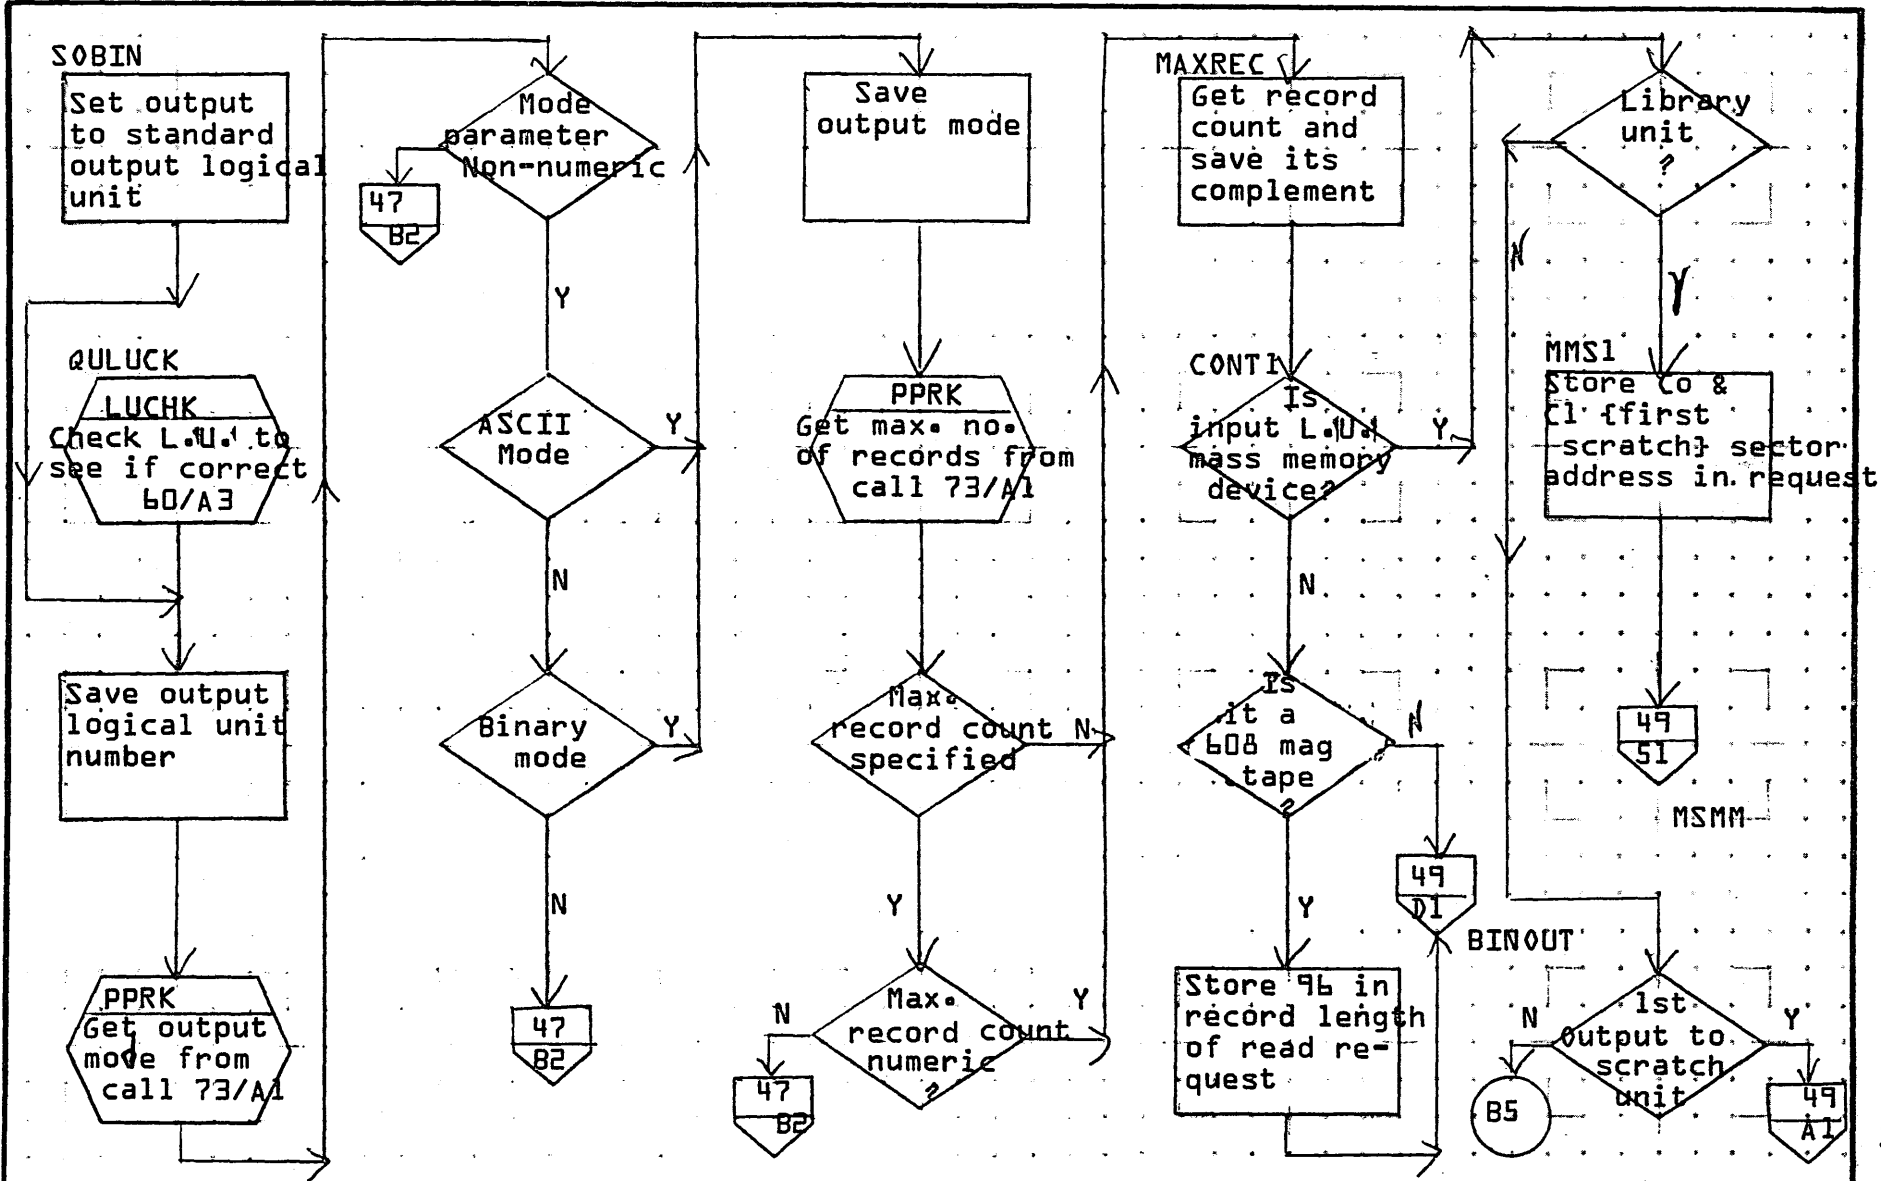 SOBIN
Set output
to standard
output logical
unit
QULUCK
LUCHK
Check L.U. to
see if correct
60/A3
Save output
logical unit
number
PPRK
Get output
mode from
call 73/A1
Mode
parameter
Non-numeric
47
B2
Y
ASCII
Mode
Y
N
Binary
mode
Y
N
47
B2
Save
output mode
PPRK
Get max. no.
of records from
call 73/A1
Max.
record count
specified
N
Y
Max.
record count
numeric
?
N
Y
47
B2
MAXREC
Get record
count and
save its
complement
CONT1
Is
input L.U.
mass memory
device?
Y
N
Is
it a
608 mag
tape
?
N
Y
49
D1
Store 96 in
record length
of read re-
quest
Library
unit
?
N
Y
MMS1
Store Co &
C1 {first
scratch} sector
address in request
49
S1
MSMM
BINOUT
1st
output to
scratch
unit
N
Y
B5
49
A1